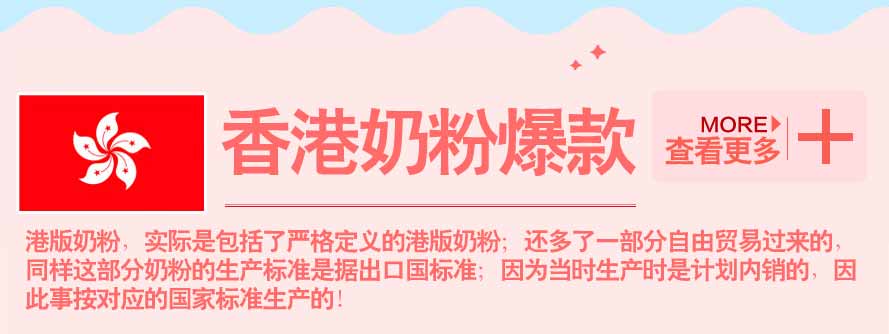 香港奶粉爆款
MORE
查看更多
港版奶粉，实际是包括了严格定义的港版奶粉；还多了一部分自由贸易过来的，
同样这部分奶粉的生产标准是据出口国标准；因为当时生产时是计划内销的，因
此事按对应的国家标准生产的！